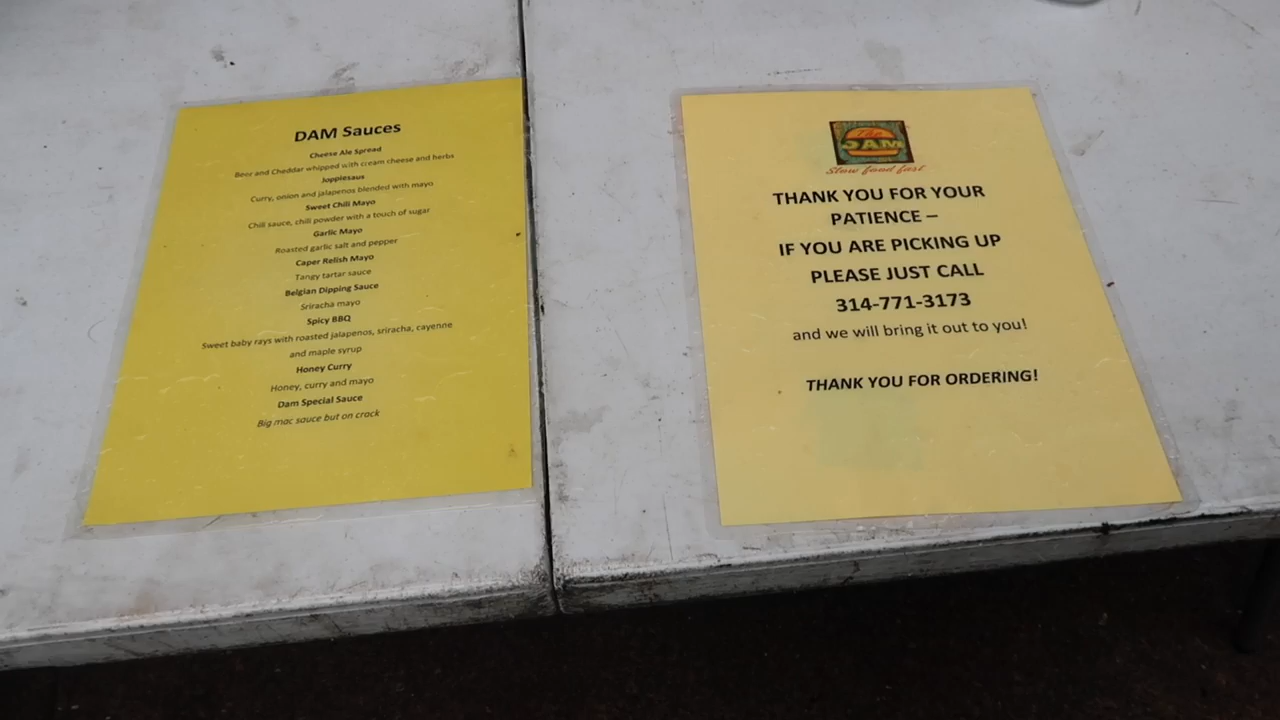 DAM Sauces
Cheese Ale Spread
Beer and Cheddar whipped with cream cheese and herbs
Joppiesaus
Curry, onion and jalapenos blended with mayo
Sweet Chili Mayo
Chili sauce, chili powder with a touch of sugar
Garlic Mayo
Roasted garlic salt and pepper
Caper Relish Mayo
Tangy tartar sauce
Belgian Dipping Sauce
Sriracha mayo
Spicy BBQ
Sweet baby rays with roasted jalapenos, sriracha, cayenne
and maple syrup
Honey Curry
Honey, curry and mayo
Dam Special Sauce
Big mac sauce but on crack
The
DAM
Slow food fast
THANK YOU FOR YOUR
PATIENCE –
IF YOU ARE PICKING UP
PLEASE JUST CALL
314-771-3173
and we will bring it out to you!
THANK YOU FOR ORDERING!